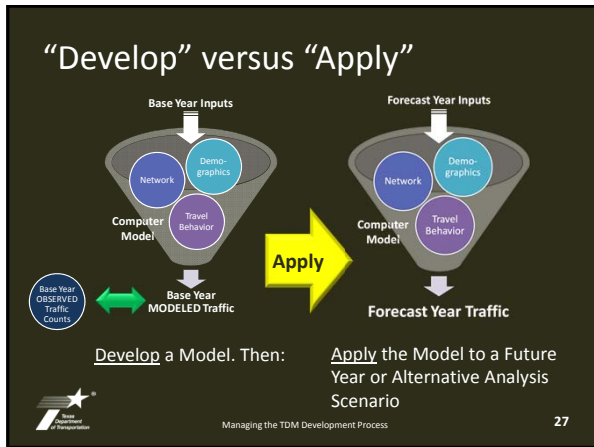 “Develop” versus “Apply”
Base Year Inputs
Network
Demo-
graphics
Travel
Behavior
Computer
Model
Base Year
OBSERVED
Traffic
Counts
Base Year
MODELED Traffic
Apply
Forecast Year Inputs
Network
Demo-
graphics
Travel
Behavior
Computer
Model
Forecast Year Traffic
Develop a Model. Then:
Apply the Model to a Future
Year or Alternative Analysis
Scenario
Texas
Department
of Transportation
Managing the TDM Development Process
27